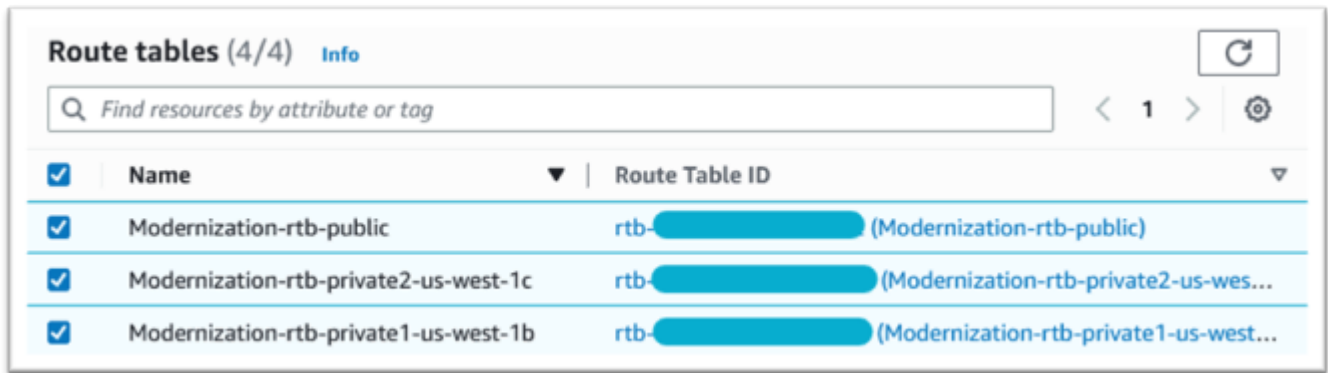 Route tables (4/4) Info
Find resources by attribute or tag
1
Name Route Table ID
Modernization-rtb-public rtb- (Modernization-rtb-public)
Modernization-rtb-private2-us-west-1c rtb- (Modernization-rtb-private2-us-wes...
Modernization-rtb-private1-us-west-1b rtb- (Modernization-rtb-private1-us-west...